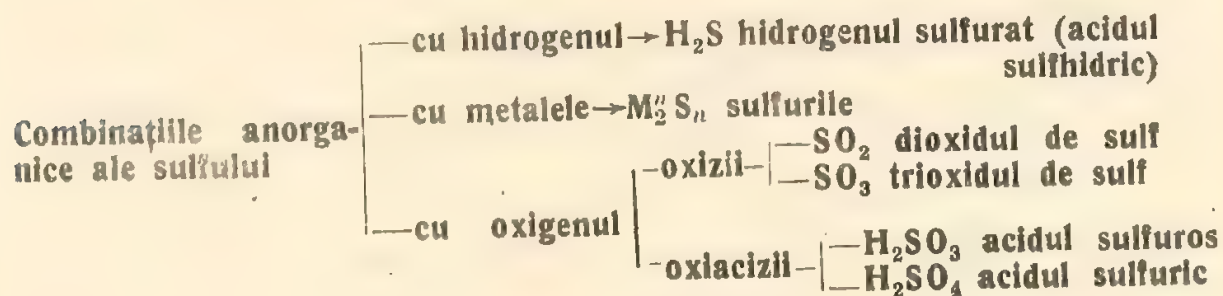 cu hidrogenul→H₂S hidrogenul sulfurat (acidul
sulfhidric)
cu metalele→M₂ⁿSₙ sulfurile
Combinațiile anorga-
nice ale sulfului
oxizii
SO₂ dioxidul de sulf
SO₃ trioxidul de sulf
cu oxigenul
oxiacizii
H₂SO₃ acidul sulfuros
H₂SO₄ acidul sulfuric